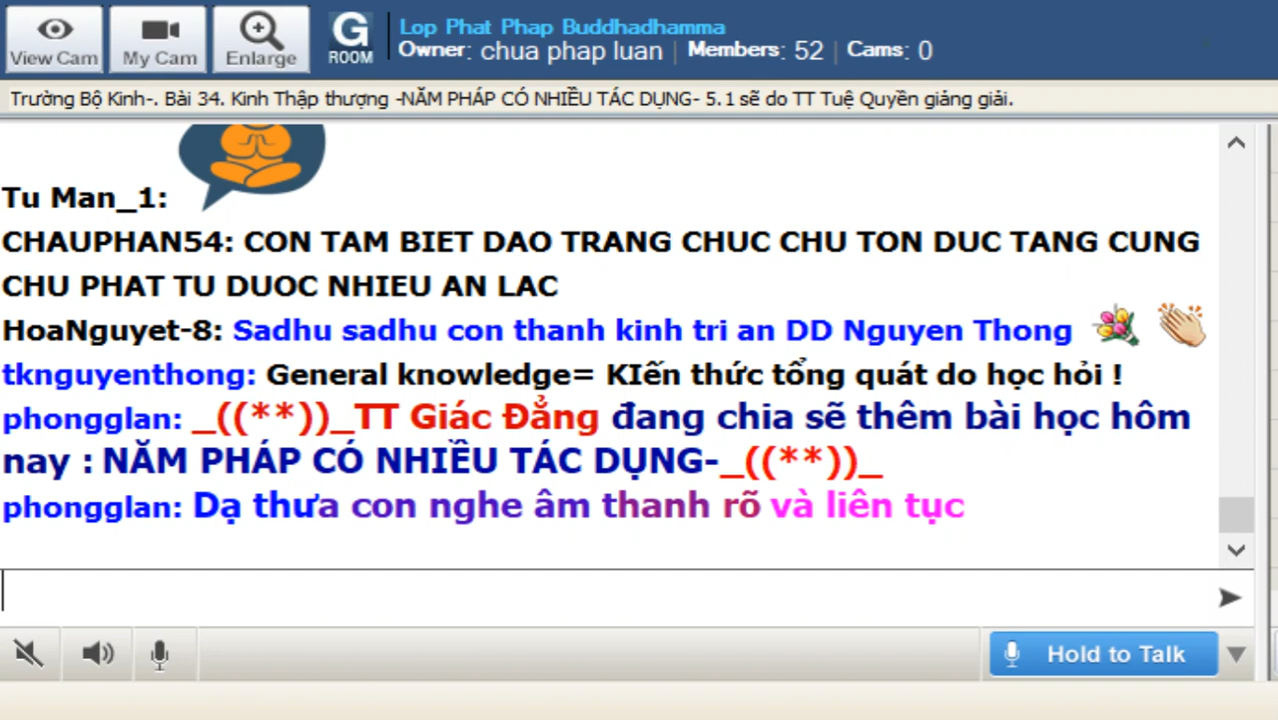 View Cam
My Cam
Enlarge
G
ROOM
Lop Phat Phap Buddhadhamma
Owner: chua phap luan | Members: 52 | Cams: 0
Trường Bộ Kinh-. Bài 34. Kinh Thập thượng -NĂM PHÁP CÓ NHIỀU TÁC DỤNG- 5.1 sẽ do TT Tuệ Quyền giảng giải.
Tu Man_1:
CHAUPHAN54: CON TAM BIET DAO TRANG CHUC CHU TON DUC TANG CUNG
CHU PHAT TU DUOC NHIEU AN LAC
HoaNguyet-8: Sadhu sadhu con thanh kinh tri an DD Nguyen Thong
tknguyenthong: General knowledge= KIến thức tổng quát do học hỏi !
phongglan: _((**))_TT Giác Đẳng đang chia sẽ thêm bài học hôm
nay : NĂM PHÁP CÓ NHIỀU TÁC DỤNG-_((**))_
phongglan: Dạ thưa con nghe âm thanh rõ và liên tục
Hold to Talk